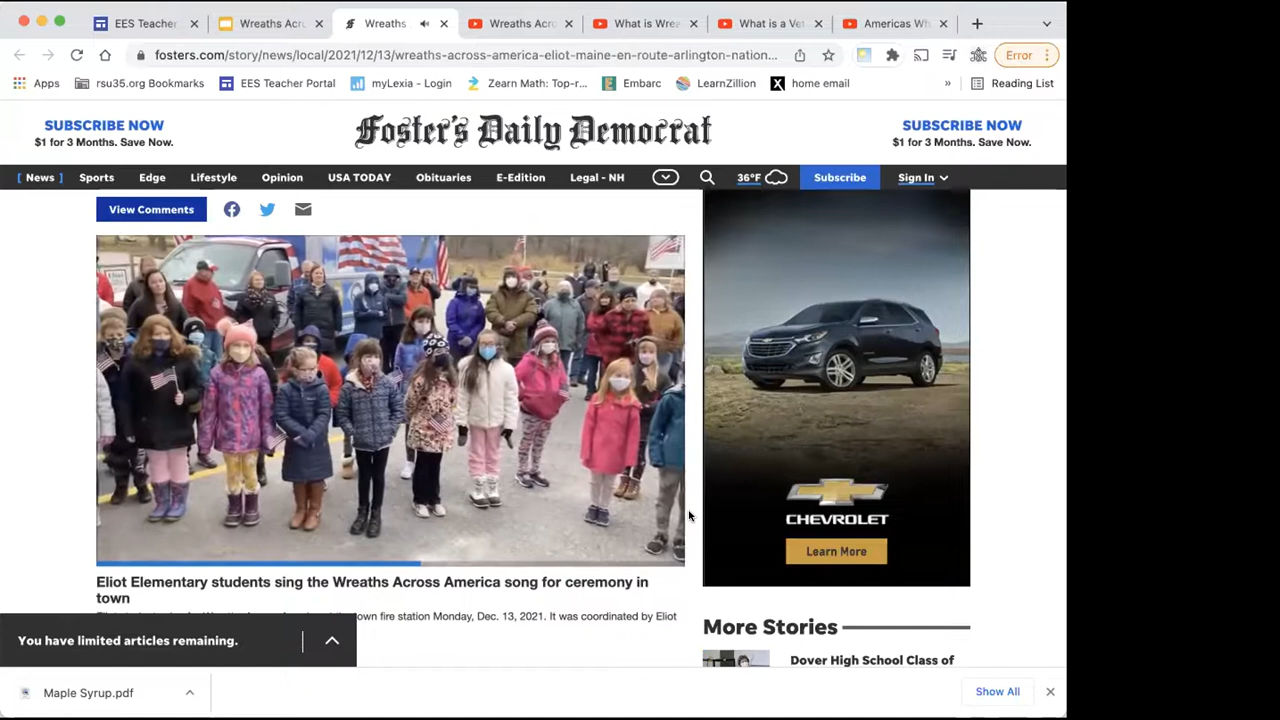 EES Teacher
Wreaths Acr
Wreaths
Wreaths Acro
What is Wrea
What is a Vet
Americas Wh
fosters.com/story/news/local/2021/12/13/wreaths-across-america-eliot-maine-en-route-arlington-nation...
Error
Apps
rsu35.org Bookmarks
EES Teacher Portal
myLexia - Login
Zearn Math: Top-r...
Embarc
LearnZillion
home email
»
Reading List
SUBSCRIBE NOW
$1 for 3 Months. Save Now.
Foster's Daily Democrat
SUBSCRIBE NOW
$1 for 3 Months. Save Now.
[ News ]
Sports
Edge
Lifestyle
Opinion
USA TODAY
Obituaries
E-Edition
Legal - NH
36°F
Subscribe
Sign In
View Comments
CHEVROLET
Learn More
Eliot Elementary students sing the Wreaths Across America song for ceremony in
town
own fire station Monday, Dec. 13, 2021. It was coordinated by Eliot
You have limited articles remaining.
More Stories
Dover High School Class of
Maple Syrup.pdf
Show All